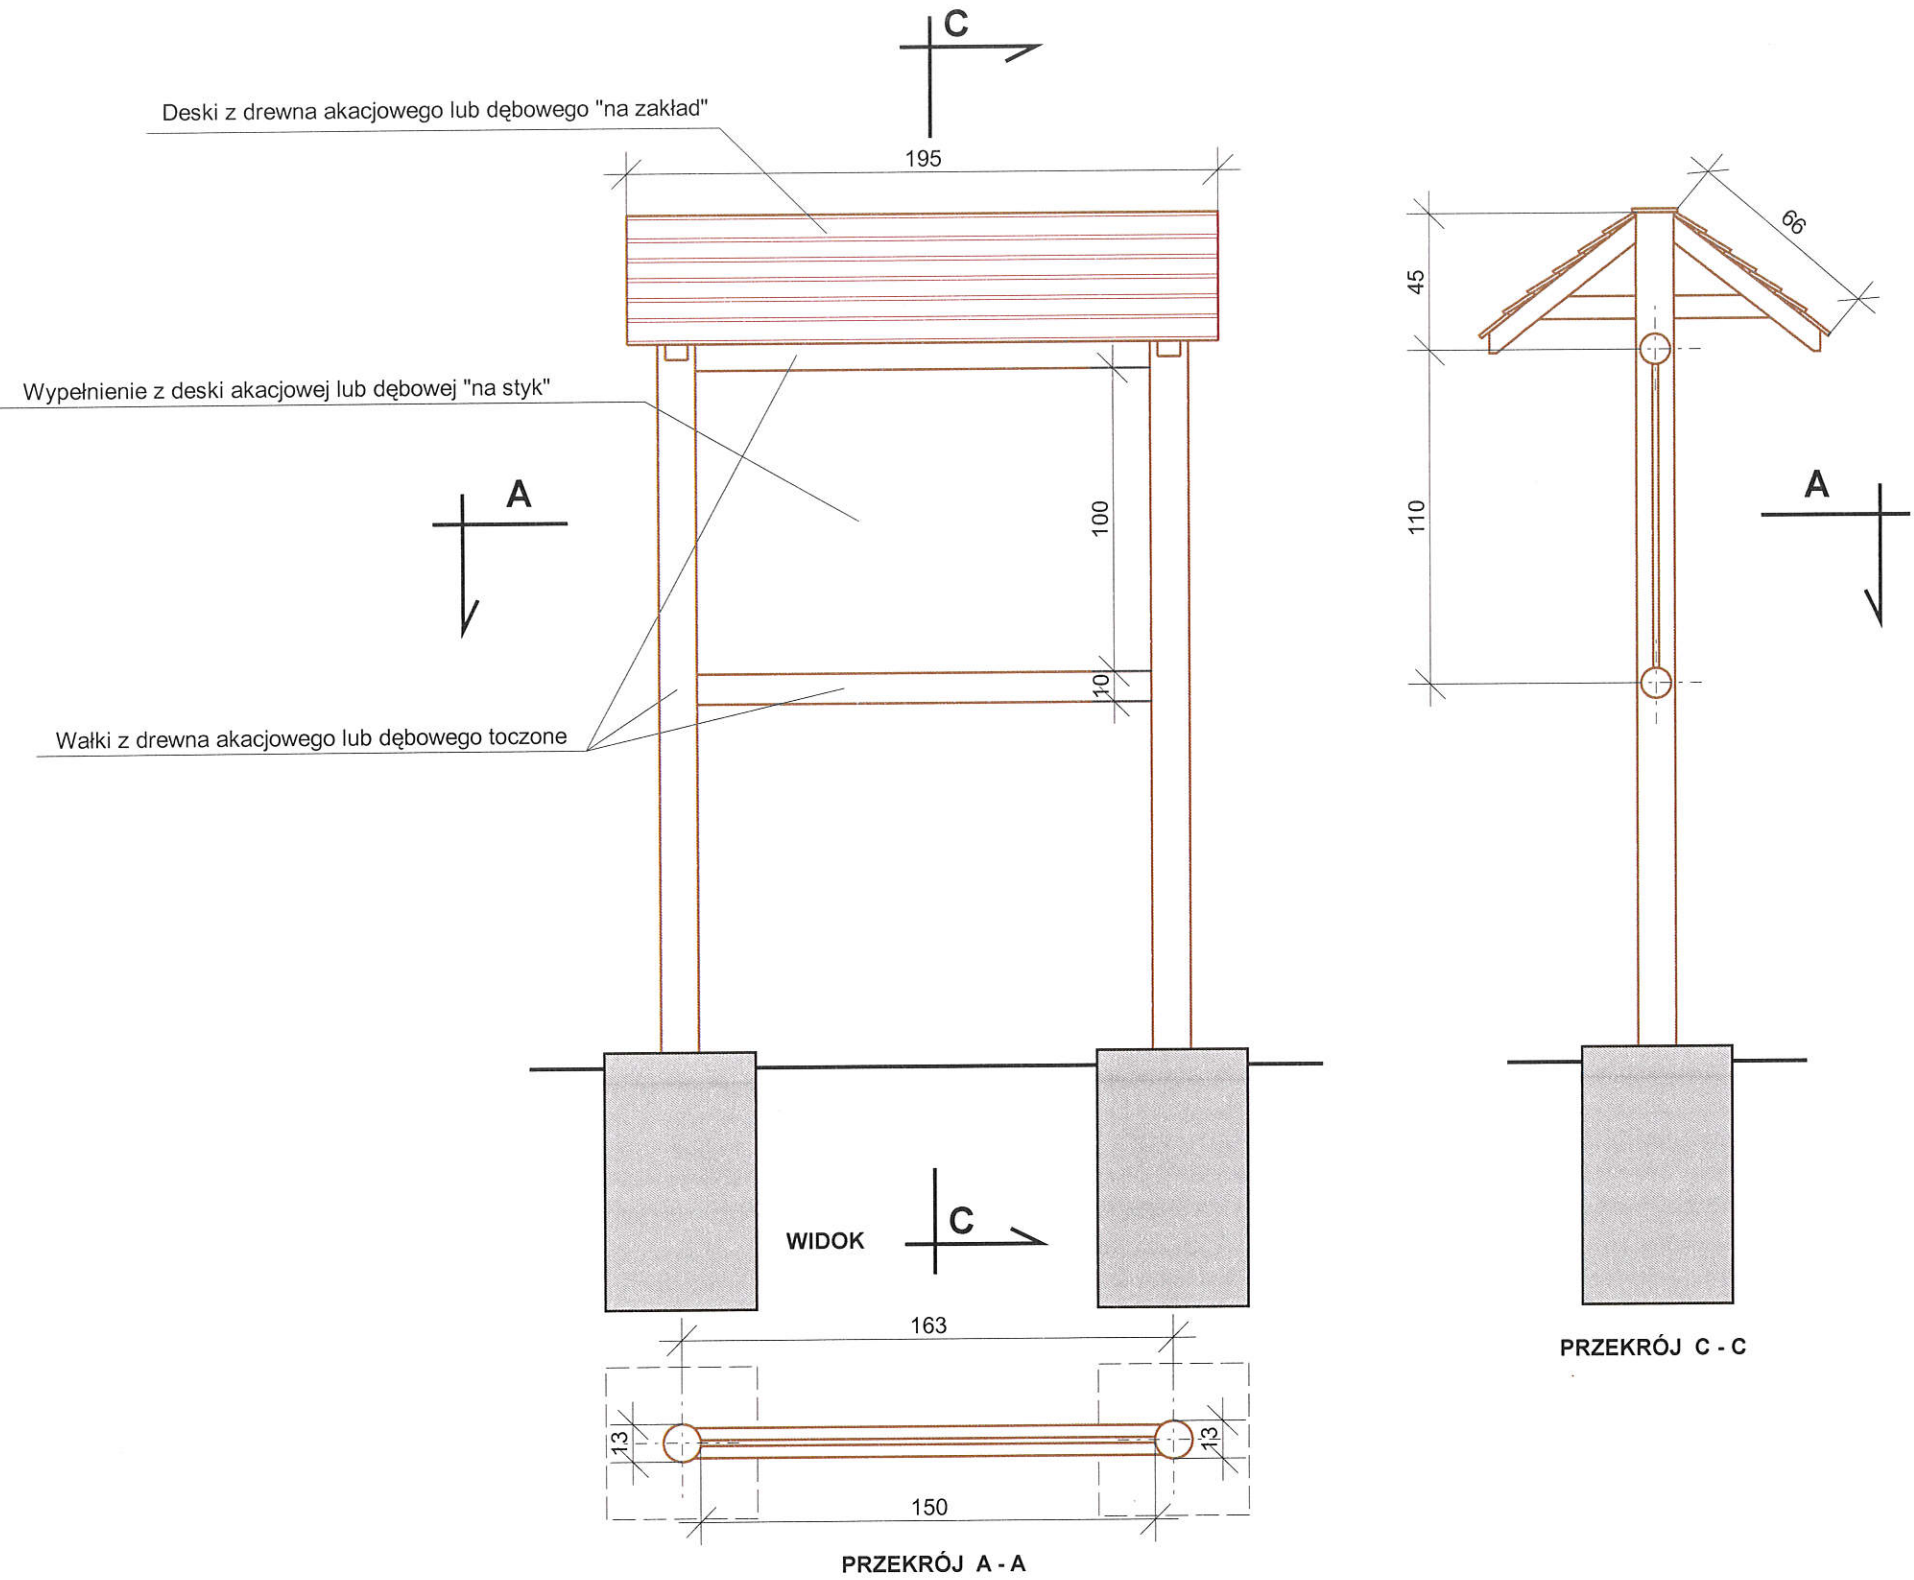 C
Deski z drewna akacjowego lub dębowego "na zakład"
195
66
45
Wypełnienie z deski akacjowej lub dębowej "na styk"
A
A
100
110
10
Wałki z drewna akacjowego lub dębowego toczone
WIDOK
C
163
PRZEKRÓJ C - C
13
13
150
PRZEKRÓJ A - A